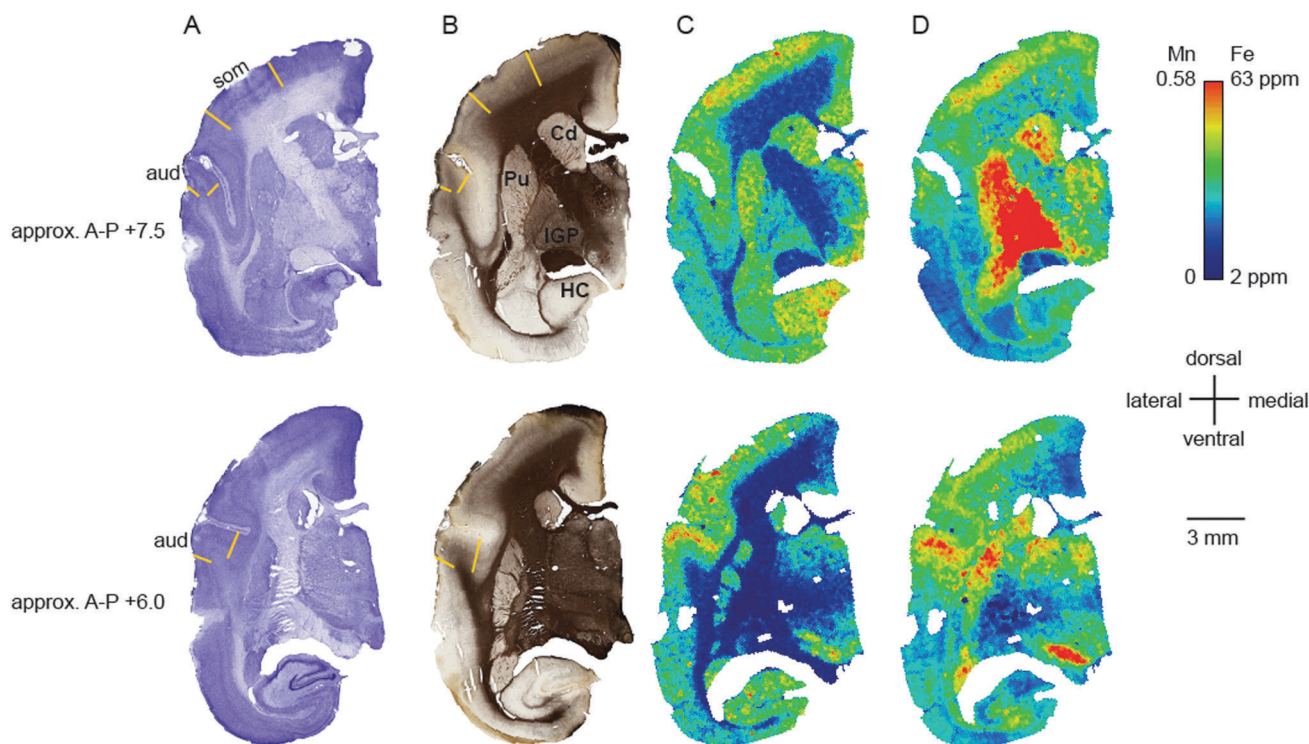 A B C D
som
aud
approx. A-P +7.5
Cd
Pu
IGP
HC
Mn Fe
0.58 63 ppm
0 2 ppm
dorsal
lateral medial
ventral
3 mm
aud
approx. A-P +6.0